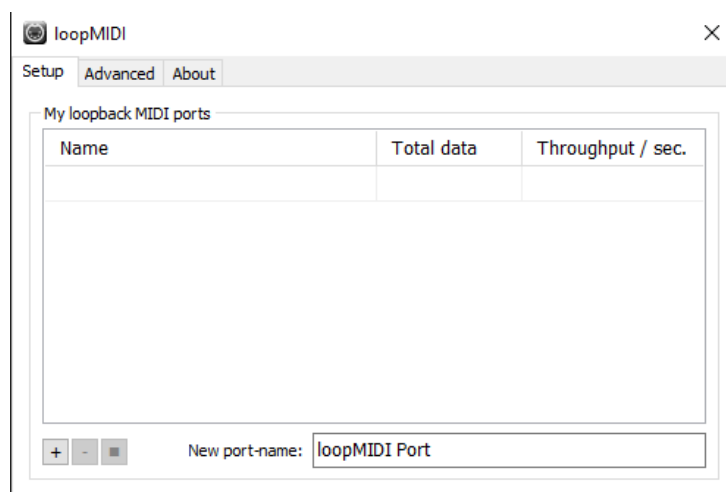 loopMIDI
Setup Advanced About
My loopback MIDI ports
Name Total data Throughput / sec.
+ - New port-name: loopMIDI Port